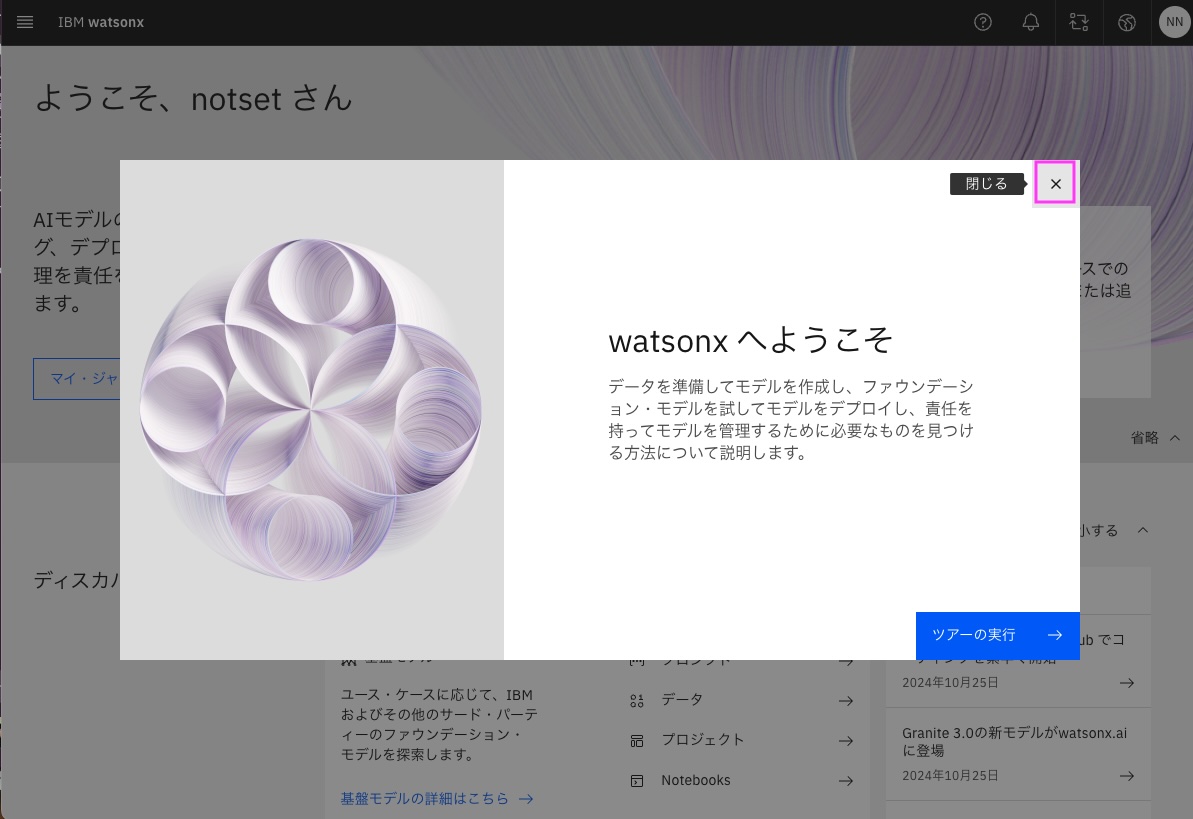 IBM watsonx
NN
ようこそ、notset さん
AIモデルの
グ、デプロ
理を責任を
ます。
マイ・ジャ
閉じる
watsonx へようこそ
データを準備してモデルを作成し、ファウンデーシ
ョン・モデルを試してモデルをデプロイし、責任を
持ってモデルを管理するために必要なものを見つけ
る方法について説明します。
ツアーの実行
スでの
または追
省略
小する
ディスカバ
基盤モデル
ユース・ケースに応じて、IBM
およびその他のサード・パーテ
ィーのファウンデーション・
モデルを探索します。
基盤モデルの詳細はこちら
プロンプト
データ
プロジェクト
Notebooks
ub でコ
2024年10月25日
Granite 3.0の新モデルがwatsonx.ai
に登場
2024年10月25日